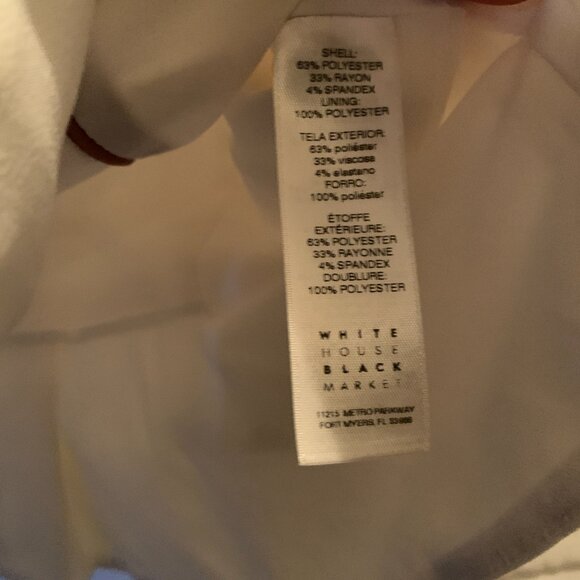 SHELL:
63% POLYESTER
33% RAYON
4% SPANDEX
LINING:
100% POLYESTER
TELA EXTERIOR:
63% poliéster
33% viscosa
4% elastano
FORRO:
100% poliéster
ÉTOFFE
EXTÉRIEURE:
63% POLYESTER
33% RAYONNE
4% SPANDEX
DOUBLURE:
100% POLYESTER
WHITE
HOUSE
BLACK
MARKET
11215 METRO PARKWAY
FORT MYERS, FL 33966